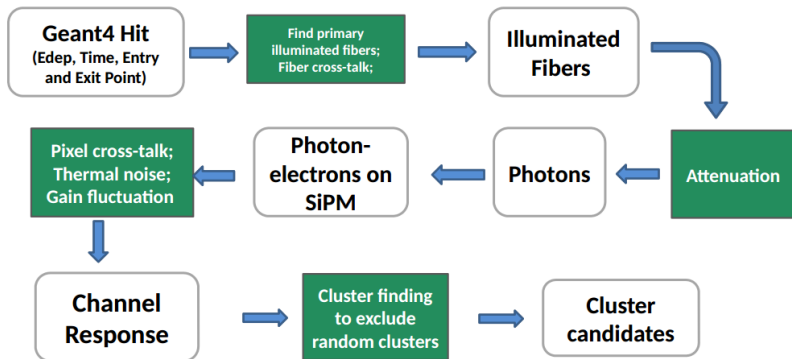 Geant4 Hit
(Edep, Time, Entry
and Exit Point)
Find primary
illuminated fibers;
Fiber cross-talk;
Illuminated
Fibers
Attenuation
Photons
Photon-
electrons on
SiPM
Pixel cross-talk;
Thermal noise;
Gain fluctuation
Channel
Response
Cluster finding
to exclude
random clusters
Cluster
candidates